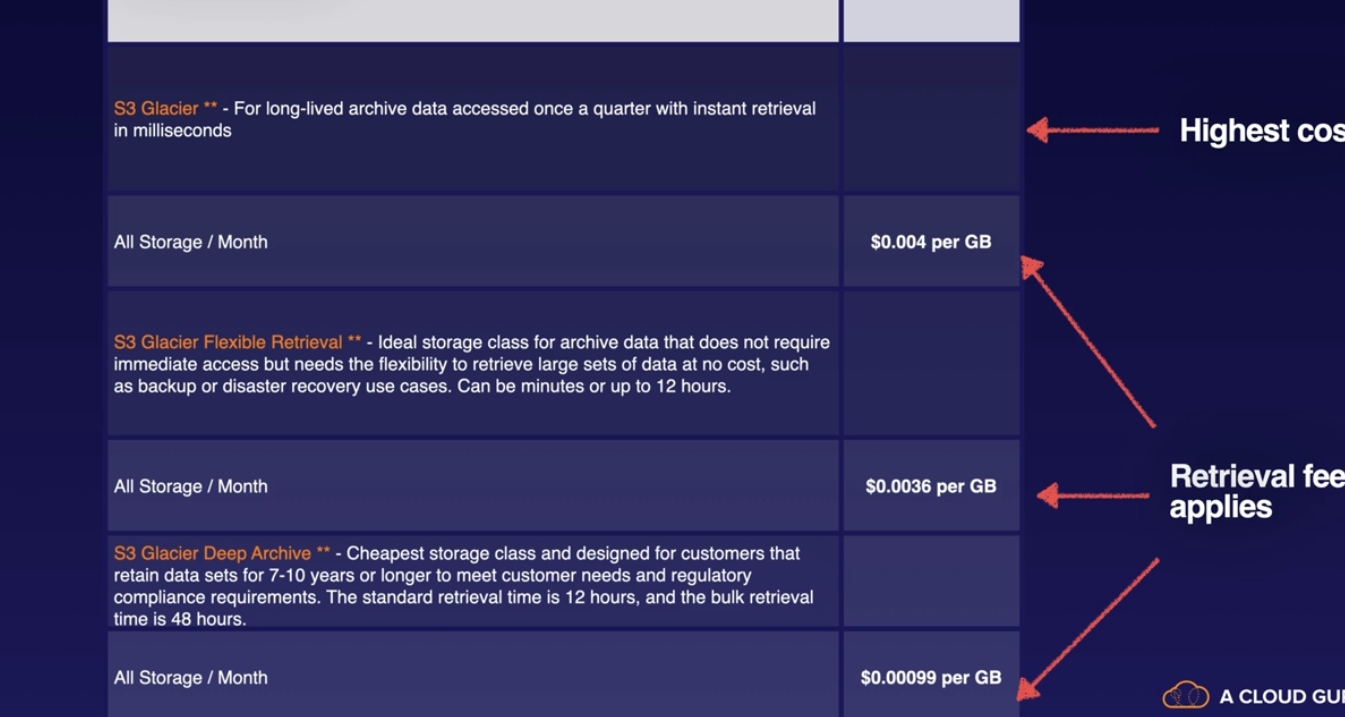 S3 Glacier ** - For long-lived archive data accessed once a quarter with instant retrieval
in milliseconds
Highest
All Storage / Month
$0.004 per GB
S3 Glacier Flexible Retrieval ** - Ideal storage class for archive data that does not require
immediate access but needs the flexibility to retrieve large sets of data at no cost, such
as backup or disaster recovery use cases. Can be minutes or up to 12 hours.
All Storage / Month
$0.0036 per GB
Retrieval fee
applies
S3 Glacier Deep Archive ** - Cheapest storage class and designed for customers that
retain data sets for 7-10 years or longer to meet customer needs and regulatory
compliance requirements. The standard retrieval time is 12 hours, and the bulk retrieval
time is 48 hours.
All Storage / Month
$0.00099 per GB
A CLOUD